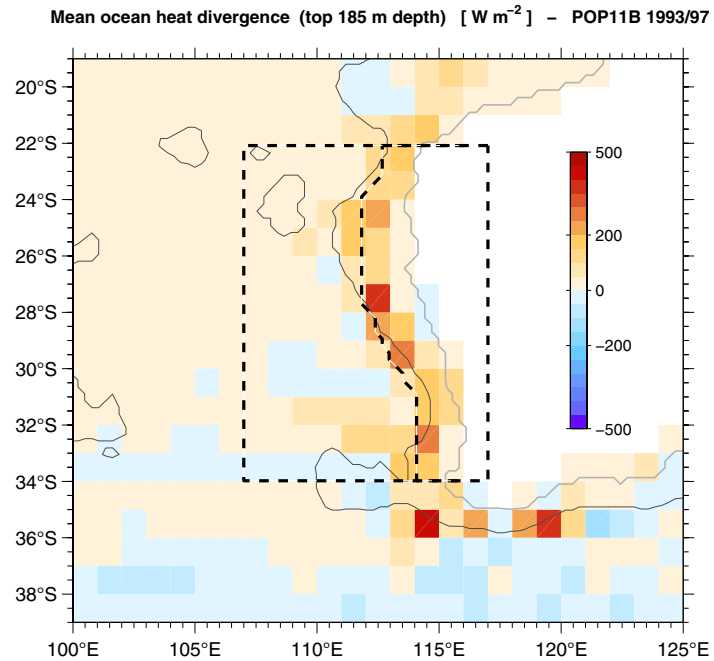 Mean ocean heat divergence (top 185 m depth) [ W m⁻² ] – POP11B 1993/97
20°S
22°S
24°S
26°S
28°S
30°S
32°S
34°S
36°S
38°S
500
200
0
−200
−500
100°E
105°E
110°E
115°E
120°E
125°E